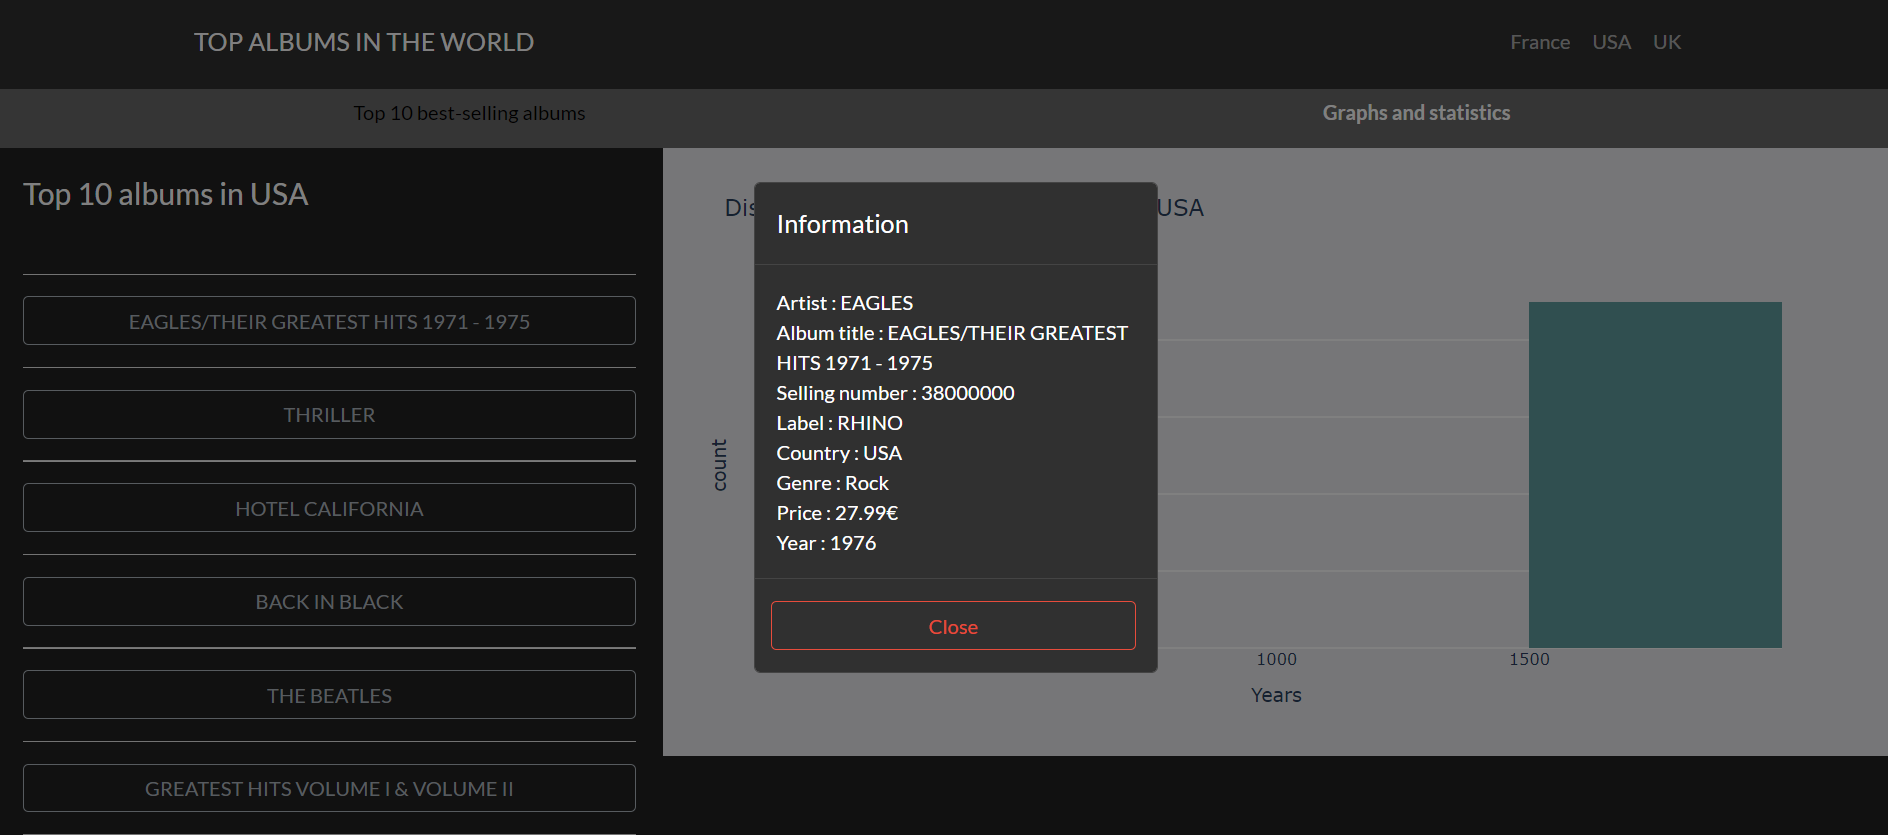 TOP ALBUMS IN THE WORLD
France USA UK
Top 10 best-selling albums
Graphs and statistics
Top 10 albums in USA
EAGLES/THEIR GREATEST HITS 1971 - 1975
THRILLER
HOTEL CALIFORNIA
BACK IN BLACK
THE BEATLES
GREATEST HITS VOLUME I & VOLUME II
USA
Information
Artist : EAGLES
Album title : EAGLES/THEIR GREATEST
HITS 1971 - 1975
Selling number : 38000000
Label : RHINO
Country : USA
Genre : Rock
Price : 27.99€
Year : 1976
Close
count
1000 1500
Years